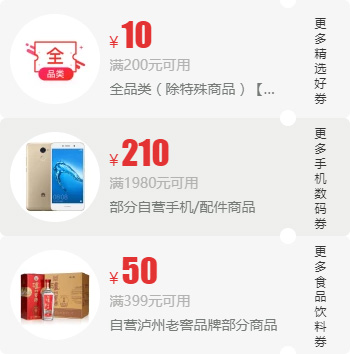 全
品类
¥ 10
满200元可用
全品类（除特殊商品）【...
更多精选好券
¥ 210
满1980元可用
部分自营手机/配件商品
更多手机数码券
¥ 50
满399元可用
自营泸州老窖品牌部分商品
更多食品饮料券